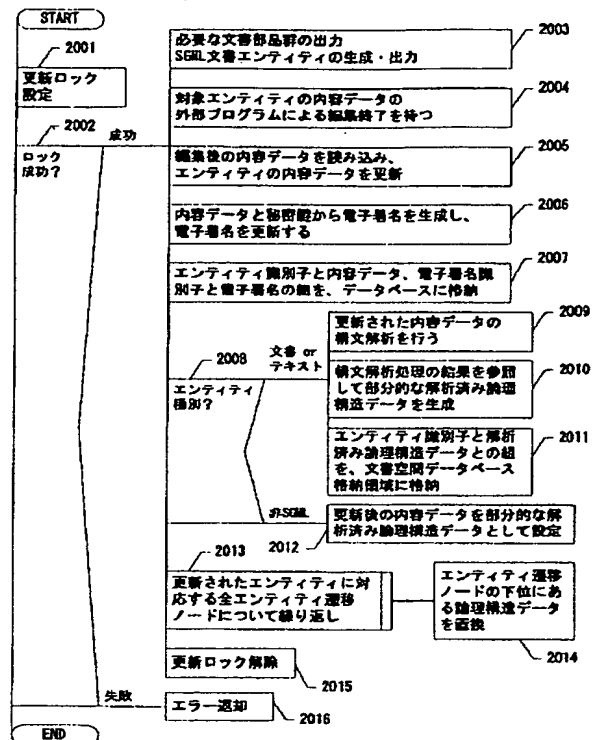 START
2001
更新ロック
設定
2002
成功
ロック
成功？
必要な文書部品群の出力
SGML文書エンティティの生成・出力
2003
対象エンティティの内容データの
外部プログラムによる編集終了を待つ
2004
編集後の内容データを読み込み、
エンティティの内容データを更新
2005
内容データと秘密鍵から電子署名を生成し、
電子署名を更新する
2006
エンティティ識別子と内容データ、電子署名識
別子と電子署名の組を、データベースに格納
2007
2008
文書 or
テキスト
エンティティ
種別？
更新された内容データの
構文解析を行う
2009
構文解析処理の結果を参照
して部分的な解析済み論理
構造データを生成
2010
エンティティ識別子と解析
済み論理構造データとの組
を、文書空間データベース
格納領域に格納
2011
非SGML
2012
更新後の内容データを部分的な解
析済み論理構造データとして設定
2013
更新されたエンティティに対
応する全エンティティ遷移
ノードについて繰り返し
エンティティ遷移
ノードの下位にあ
る論理構造データ
を置換
2014
更新ロック解除
2015
失敗
エラー返却
2016
END